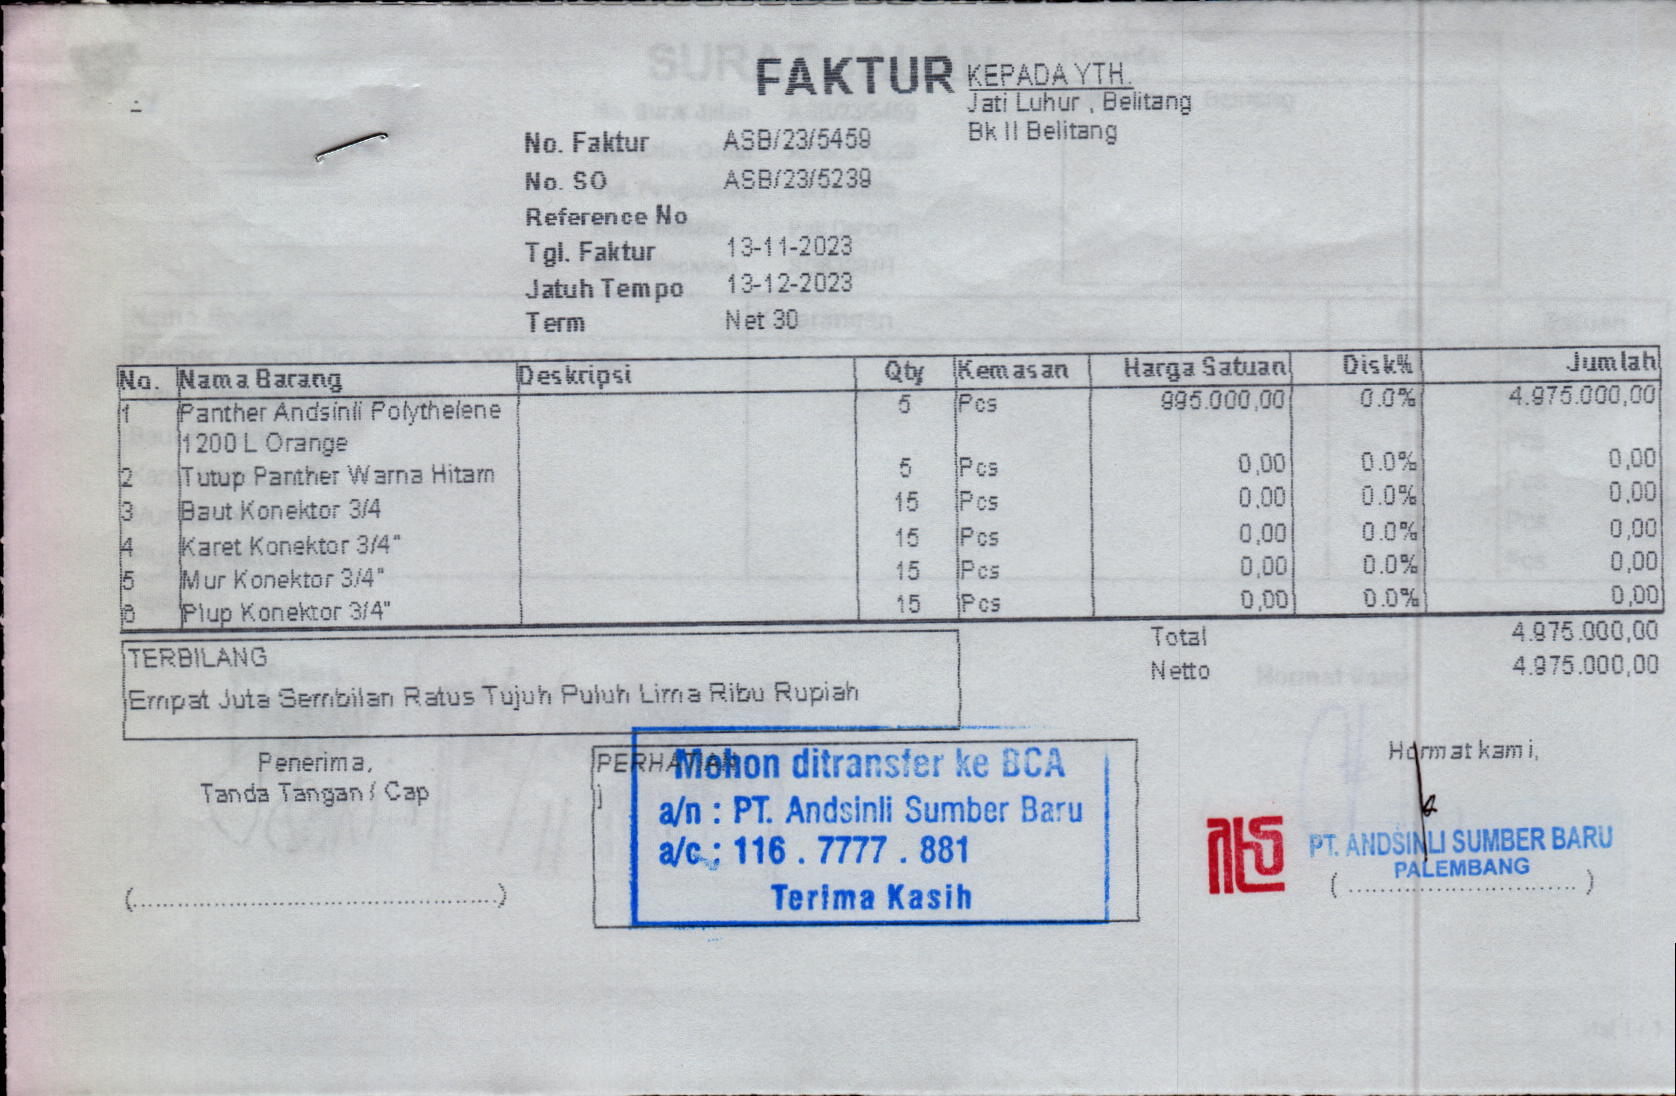 FAKTUR
KEPADA YTH.
Jati Luhur , Belitang
Bk II Belitang
No. Faktur ASB/23/5459
No. SO ASB/23/5239
Reference No
Tgl. Faktur 13-11-2023
Jatuh Tempo 13-12-2023
Term Net 30
No. Nama Barang Deskripsi Qty Kemasan Harga Satuan Disk% Jumlah
1 Panther Andsinli Polythelene 5 Pcs 995.000,00 0.0% 4.975.000,00
1200 L Orange
2 Tutup Panther Warna Hitam 5 Pcs 0,00 0.0% 0,00
3 Baut Konektor 3/4 15 Pcs 0,00 0.0% 0,00
4 Karet Konektor 3/4" 15 Pcs 0,00 0.0% 0,00
5 Mur Konektor 3/4" 15 Pcs 0,00 0.0% 0,00
6 Plup Konektor 3/4" 15 Pcs 0,00 0.0% 0,00
Total 4.975.000,00
Netto 4.975.000,00
TERBILANG
Empat Juta Sembilan Ratus Tujuh Puluh Lima Ribu Rupiah
Penerima,
Tanda Tangan / Cap
(............................................................)
PERHATIAN
Mohon ditransfer ke BCA
a/n : PT. Andsinli Sumber Baru
a/c : 116 . 7777 . 881
Terima Kasih
Hormat kami,
PT. ANDSINLI SUMBER BARU
PALEMBANG
( .................................... )